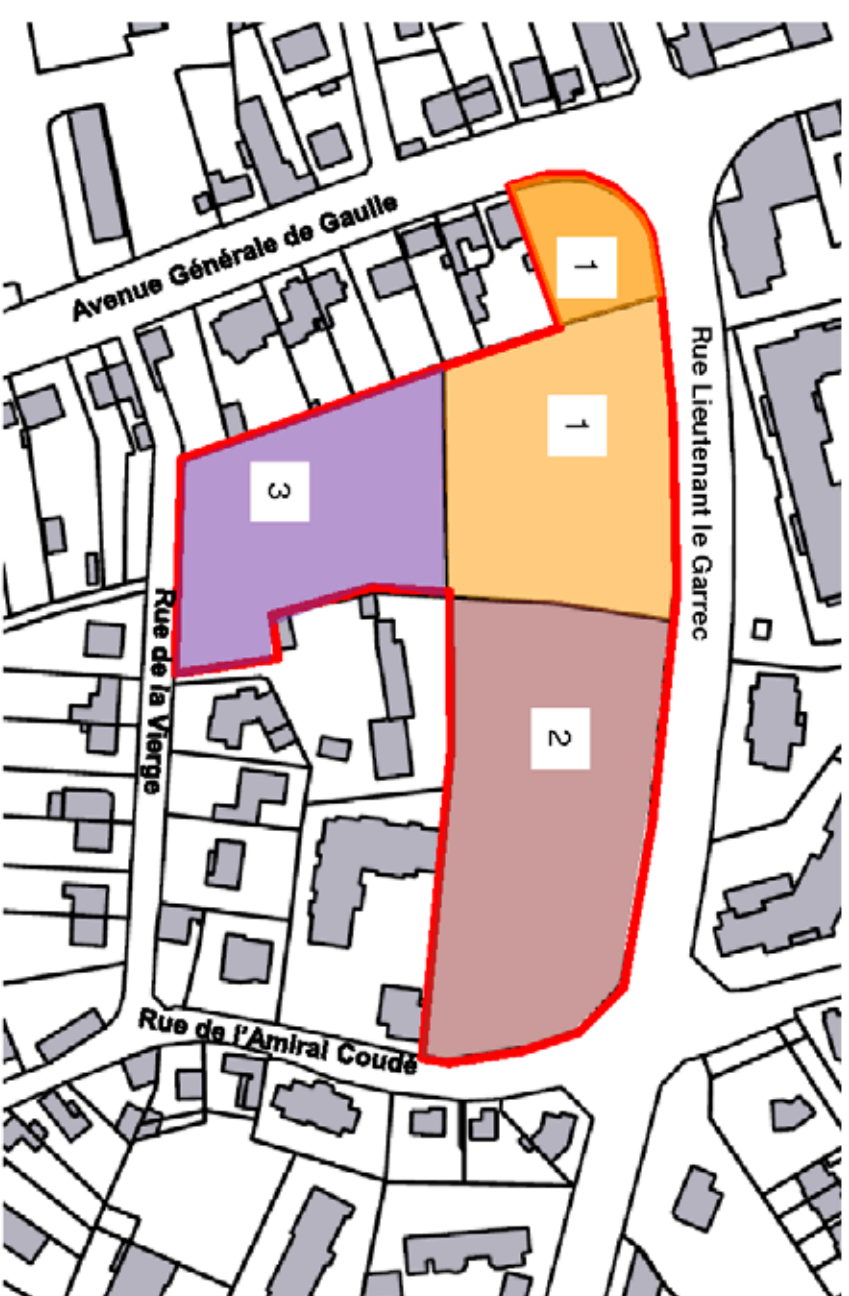 Avenue Générale de Gaulle
1
Rue Lieutenant le Garrec
1
3
Rue de la Vierge
2
Rue de l'Amiral Coudé